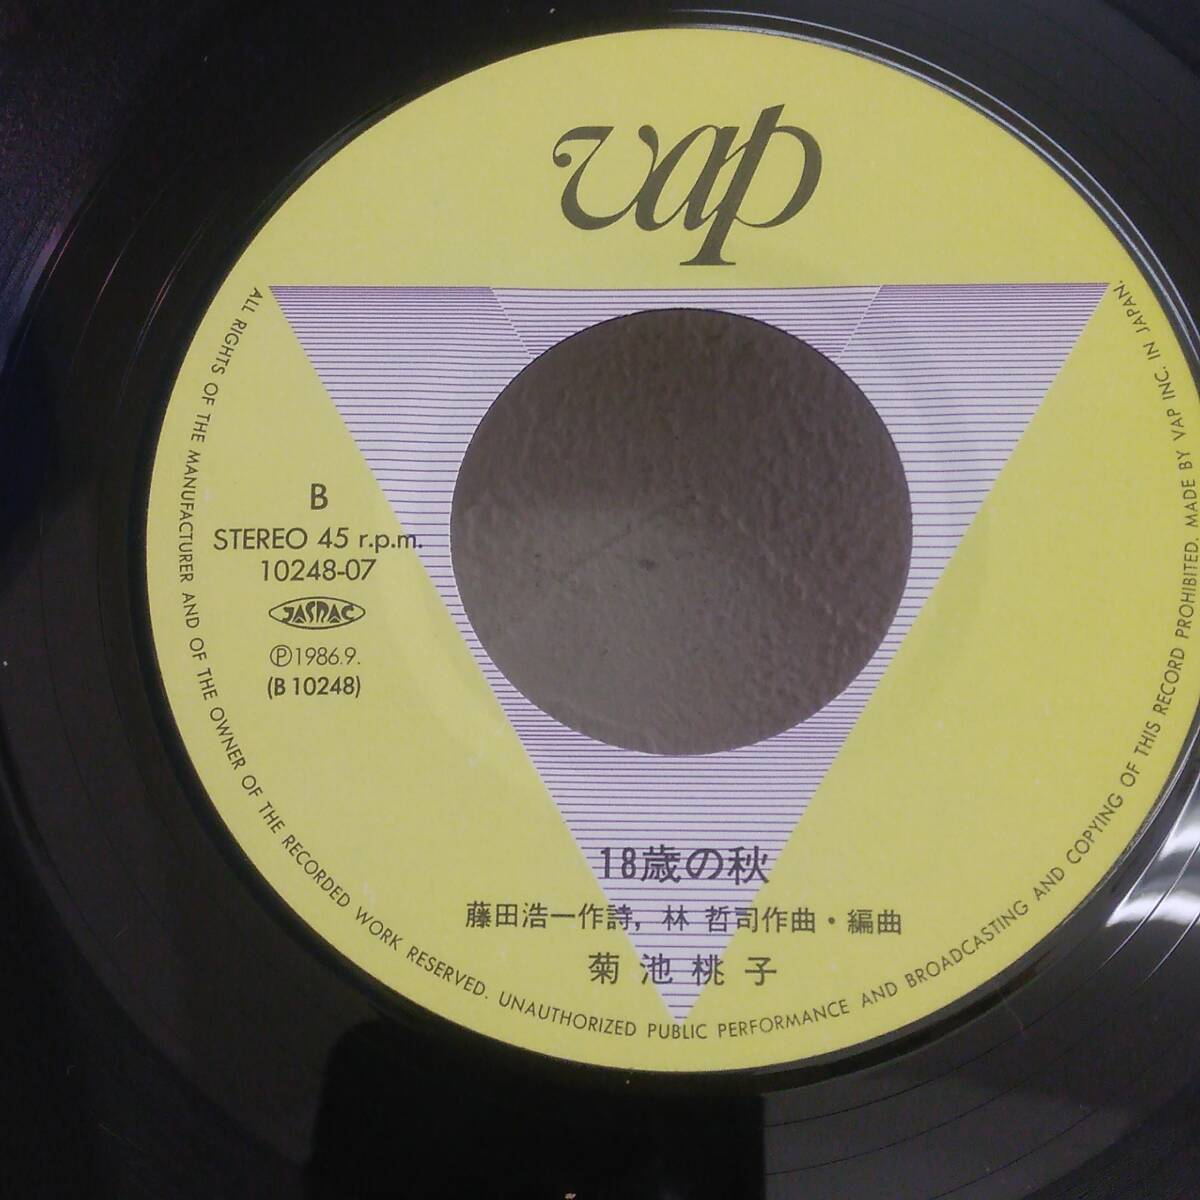 vap
B
STEREO 45 r.p.m.
10248-07
JASRAC
Ⓟ1986.9.
(B 10248)
18歳の秋
藤田浩一作詩, 林 哲司作曲・編曲
菊池桃子
ALL RIGHTS OF THE MANUFACTURER AND OF THE OWNER OF THE RECORDED WORK RESERVED. UNAUTHORIZED PUBLIC PERFORMANCE AND BROADCASTING AND COPYING OF THIS RECORD PROHIBITED. MADE BY VAP INC. IN JAPAN.